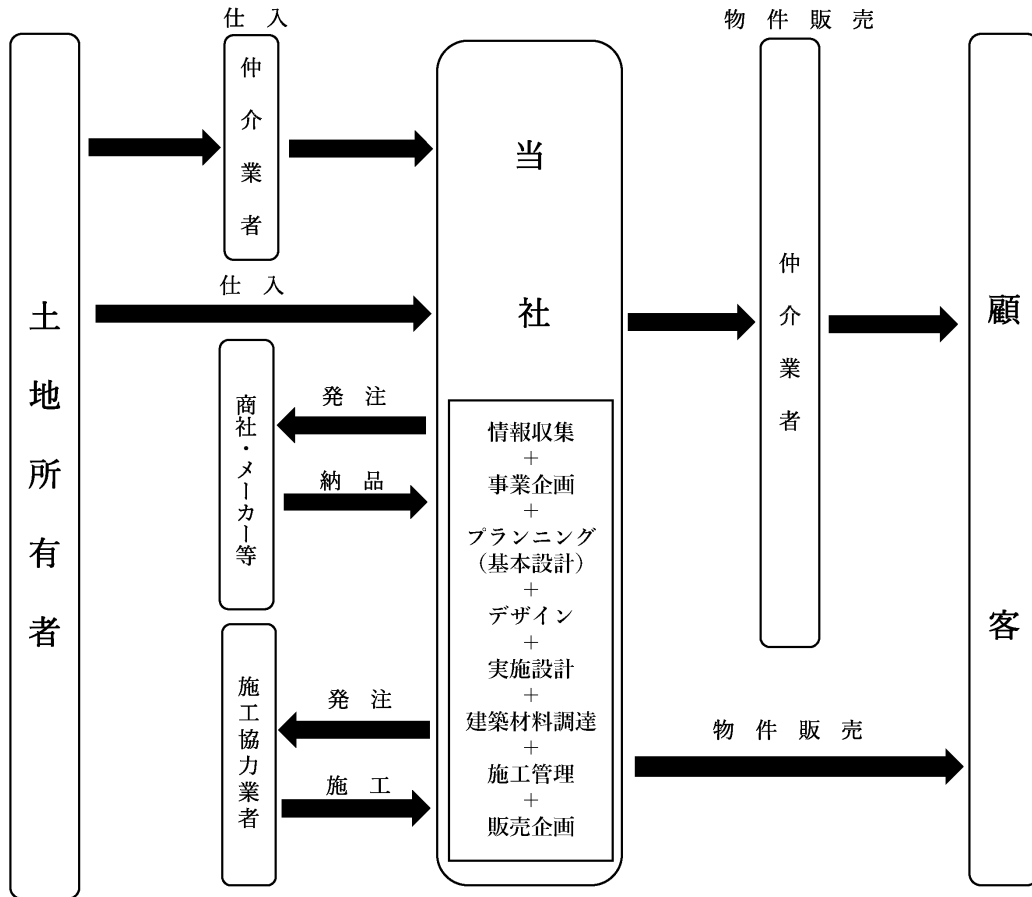 土地所有者
仕入
仲介業者
仕入
商社・メーカー等
発注
納品
施工協力業者
発注
施工
当社
情報収集
+
事業企画
+
プランニング
（基本設計）
+
デザイン
+
実施設計
+
建築材料調達
+
施工管理
+
販売企画
物件販売
仲介業者
物件販売
顧客